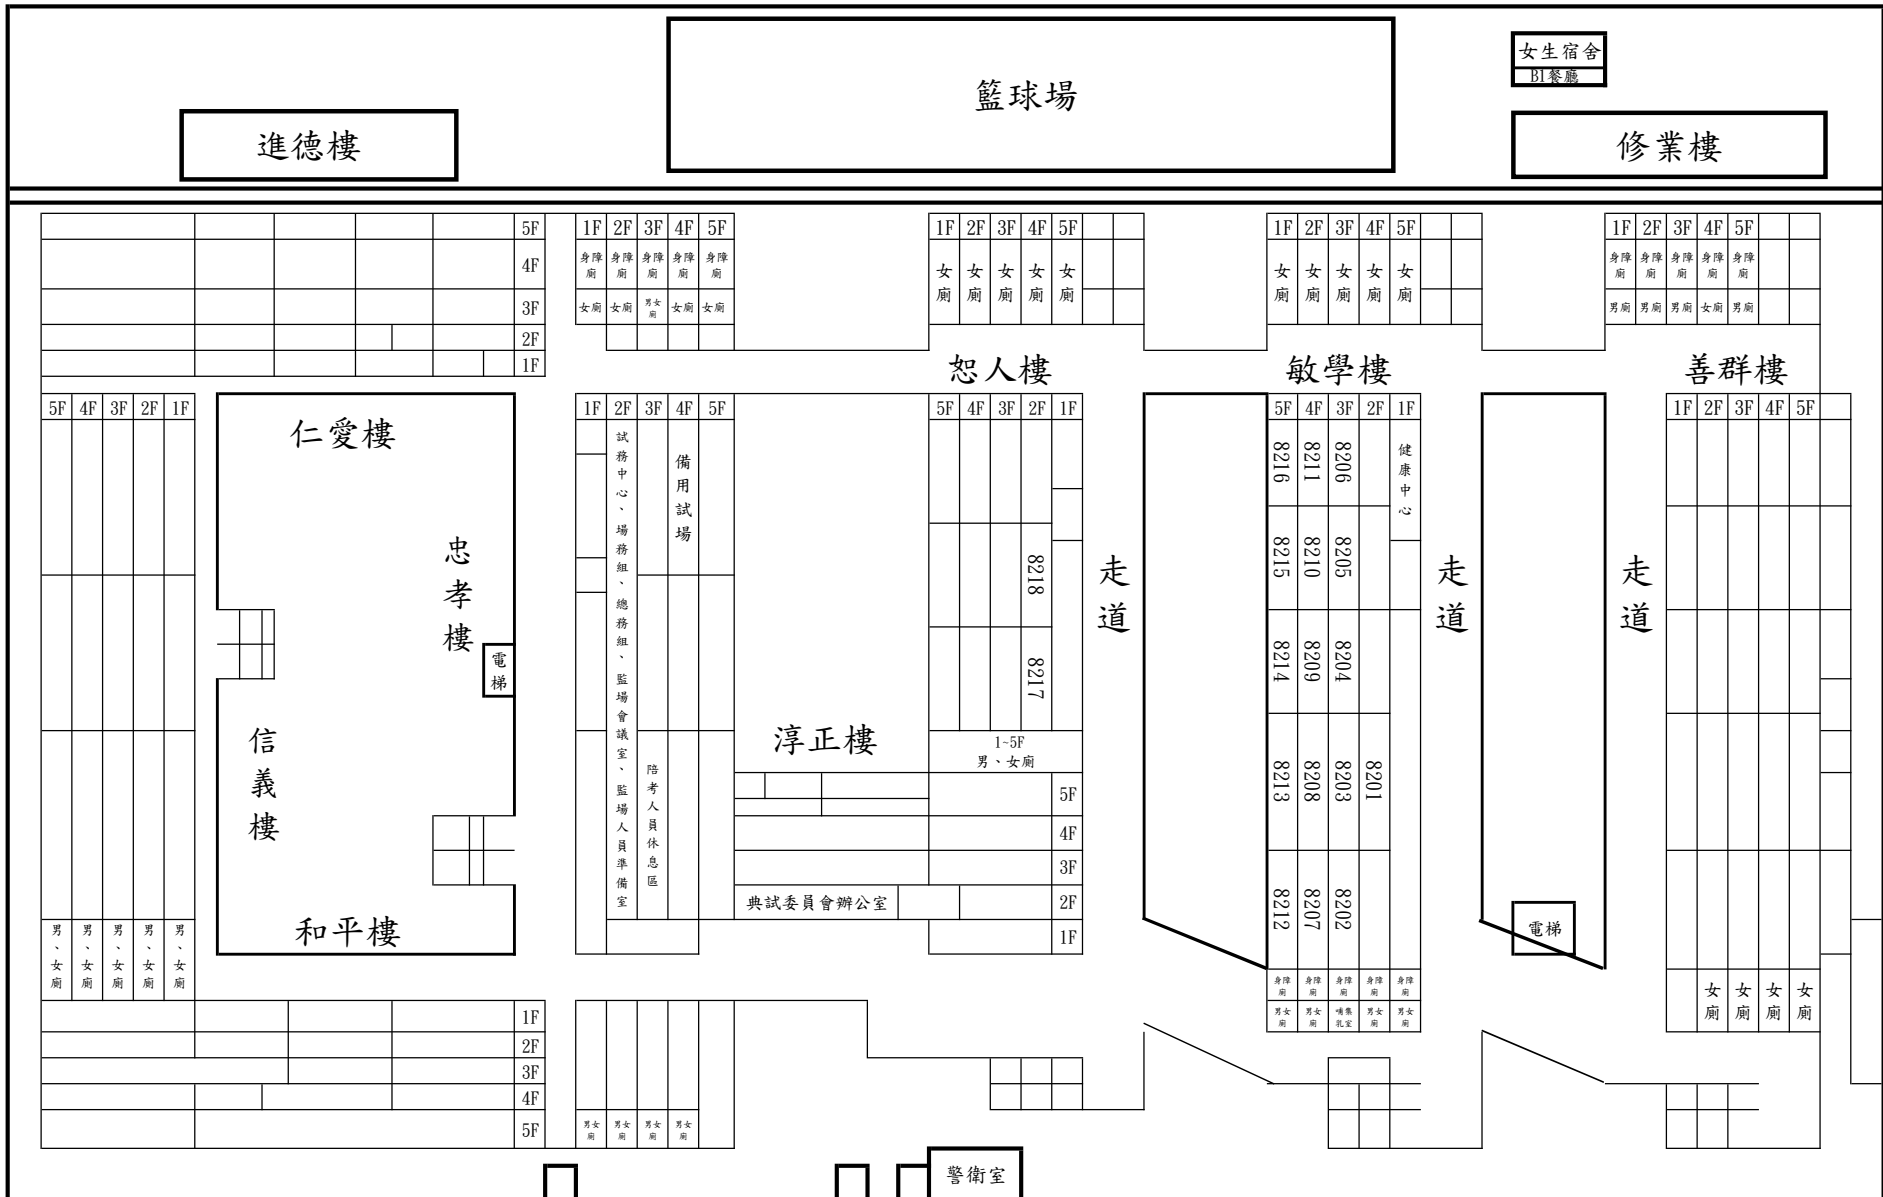 女生宿舍
B1餐廳
籃球場
進德樓
修業樓
5F
4F
3F
2F
1F
1F 2F 3F 4F 5F
身障廁 身障廁 身障廁 身障廁 身障廁
女廁 女廁 男女廁 女廁 女廁
1F 2F 3F 4F 5F
女廁 女廁 女廁 女廁 女廁
1F 2F 3F 4F 5F
女廁 女廁 女廁 女廁 女廁
1F 2F 3F 4F 5F
身障廁 身障廁 身障廁 身障廁 身障廁
男廁 男廁 男廁 女廁 男廁
恕人樓
敏學樓
善群樓
5F 4F 3F 2F 1F
男、女廁 男、女廁 男、女廁 男、女廁 男、女廁
仁愛樓
忠孝樓
電梯
信義樓
和平樓
1F 2F 3F 4F 5F
試務中心、場務組、總務組、監場會議室、監場人員準備室
備用試場
陪考人員休息區
淳正樓
5F 4F 3F 2F 1F
8218
8217
1~5F
男、女廁
5F
4F
3F
典試委員會辦公室
2F
1F
走道
5F 4F 3F 2F 1F
8216 8211 8206
健康中心
8215 8210 8205
8214 8209 8204
8213 8208 8203 8201
8212 8207 8202
身障廁 身障廁 身障廁 身障廁 身障廁
男女廁 男女廁 哺集乳室 男女廁 男女廁
走道
電梯
走道
1F 2F 3F 4F 5F
女廁 女廁 女廁 女廁
1F
2F
3F
4F
5F
男女廁 男女廁 男女廁 男女廁
警衛室